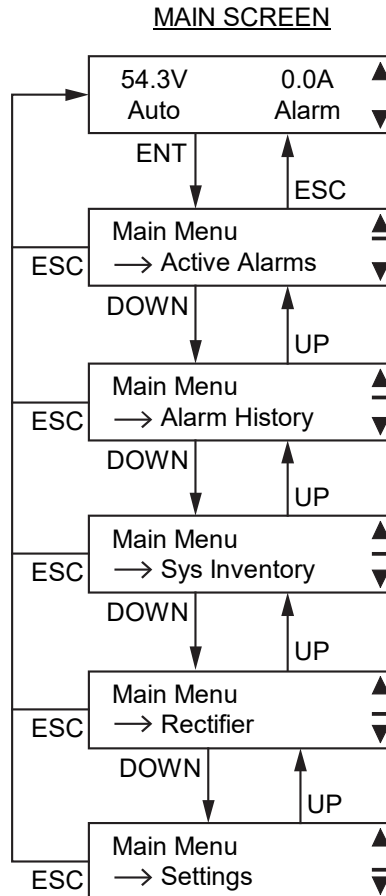 MAIN SCREEN
54.3V 0.0A
Auto Alarm
ENT
ESC
Main Menu
→ Active Alarms
ESC
DOWN
UP
Main Menu
→ Alarm History
ESC
DOWN
UP
Main Menu
→ Sys Inventory
ESC
DOWN
UP
Main Menu
→ Rectifier
ESC
DOWN
UP
Main Menu
→ Settings
ESC